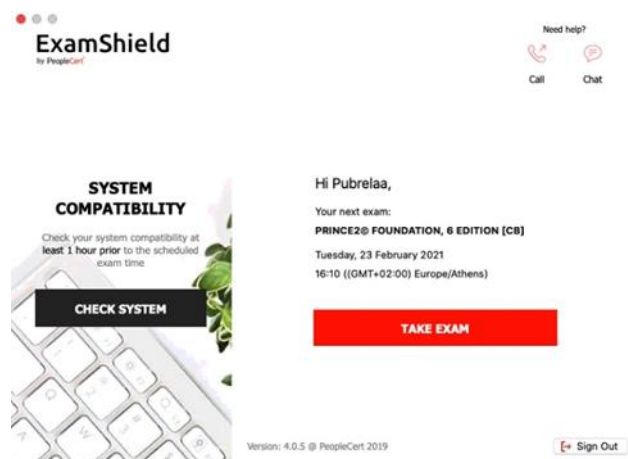 ExamShield
by PeopleCert
Need help?
Call
Chat
SYSTEM
COMPATIBILITY
Check your system compatibility at
least 1 hour prior to the scheduled
exam time
CHECK SYSTEM
Hi Pubrelaa,
Your next exam:
PRINCE2© FOUNDATION, 6 EDITION [CB]
Tuesday, 23 February 2021
16:10 ((GMT+02:00) Europe/Athens)
TAKE EXAM
Version: 4.0.5 @ PeopleCert 2019
Sign Out